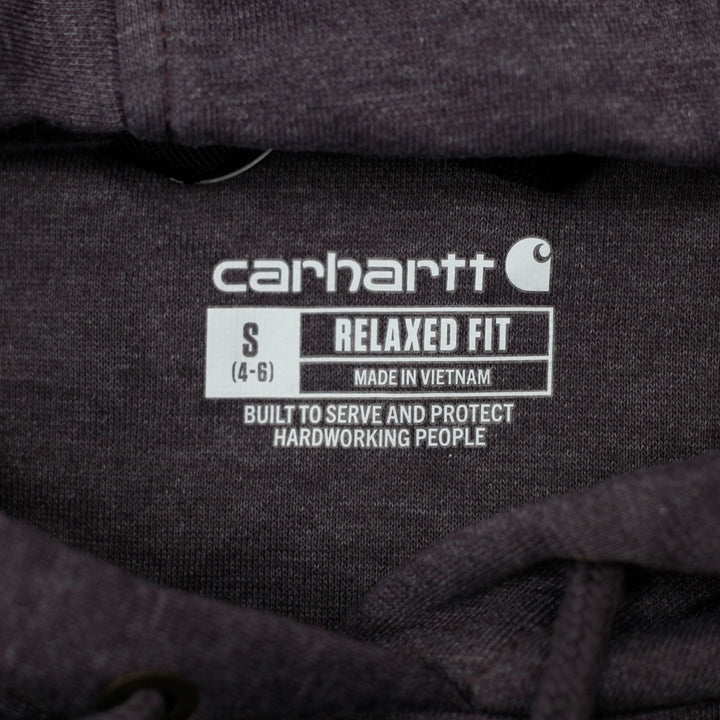 carhartt
S
(4-6)
RELAXED FIT
MADE IN VIETNAM
BUILT TO SERVE AND PROTECT
HARDWORKING PEOPLE